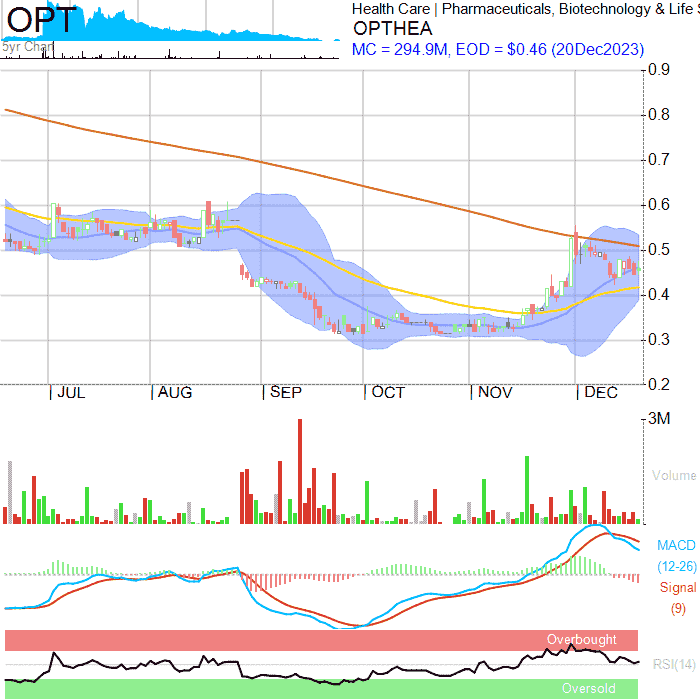 OPT
5yr Chart
Health Care | Pharmaceuticals, Biotechnology & Life S
OPTHEA
MC = 294.9M, EOD = $0.46 (20Dec2023)
0.9
0.8
0.7
0.6
0.5
0.4
0.3
0.2
|JUL |AUG |SEP |OCT |NOV |DEC
3M
Volume
MACD
(12-26)
Signal
(9)
Overbought
RSI(14)
Oversold